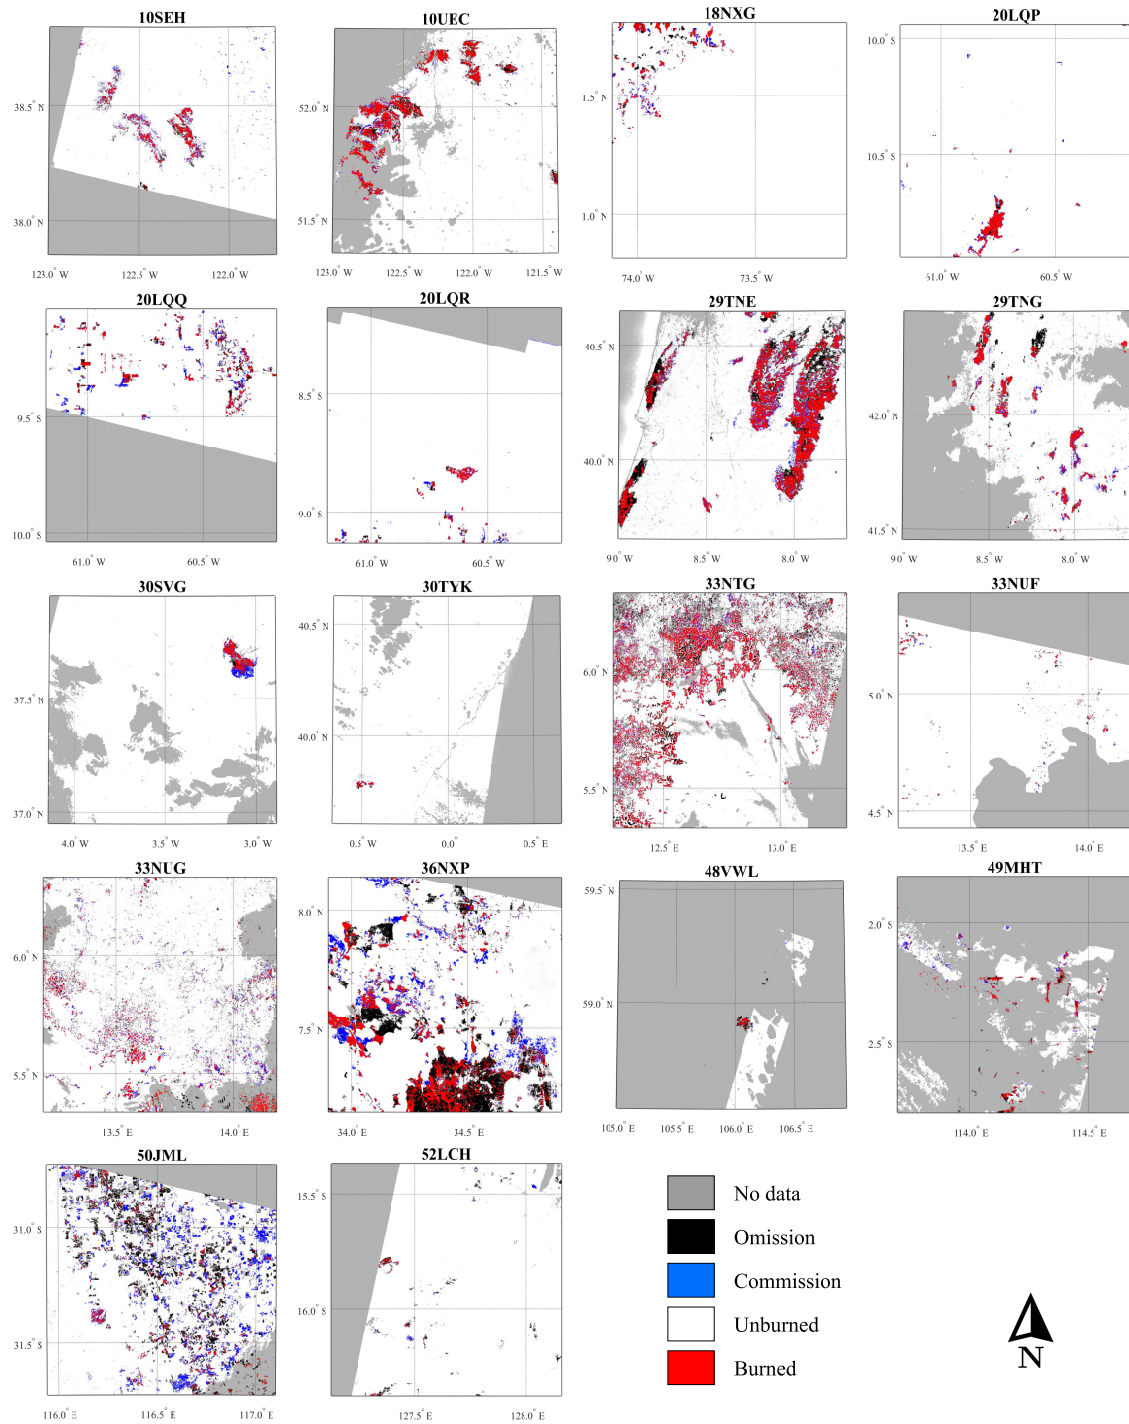 10SEH
10UEC
18NXG
20LQP
38.5° N
38.0° N
123.0° W
122.5° W
122.0° W
52.0° N
51.5° N
123.0° W
122.5° W
122.0° W
121.5° W
1.5° N
1.0° N
74.0° W
73.5° W
10.0° S
10.5° S
61.0° W
60.5° W
20LQQ
20LQR
29TNE
29TNG
9.5° S
10.0° S
61.0° W
60.5° W
8.5° S
9.0° S
61.0° W
60.5° W
40.5° N
40.0° N
9.0° W
8.5° W
8.0° W
42.0° N
41.5° N
9.0° W
8.5° W
8.0° W
30SVG
30TYK
33NTG
33NUF
37.3° N
37.0° N
4.0° W
3.5° W
3.0° W
40.5° N
40.0° N
0.5° W
0.0°
0.5° E
6.0° N
5.5° N
12.5° E
13.0° E
5.0° N
4.5° N
13.5° E
14.0° E
33NUG
36NXP
48VWL
49MHT
6.0° N
5.5° N
13.5° E
14.0° E
8.0° N
7.5° N
34.0° E
34.5° E
59.5° N
59.0° N
105.0° E
105.5° E
106.0° E
106.5° E
2.0° S
2.5° S
114.0° E
114.5° E
50JML
52LCH
31.0° S
31.5° S
116.0° E
116.5° E
117.0° E
15.5° S
16.0° S
127.5° E
128.0° E
No data
Omission
Commission
Unburned
Burned
N